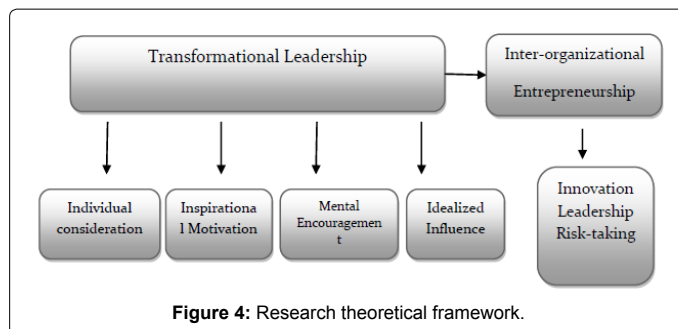 Transformational Leadership
Inter-organizational
Entrepreneurship
Individual
consideration
Inspirationa
l Motivation
Mental
Encouragemen
t
Idealized
Influence
Innovation
Leadership
Risk-taking
Figure 4: Research theoretical framework.